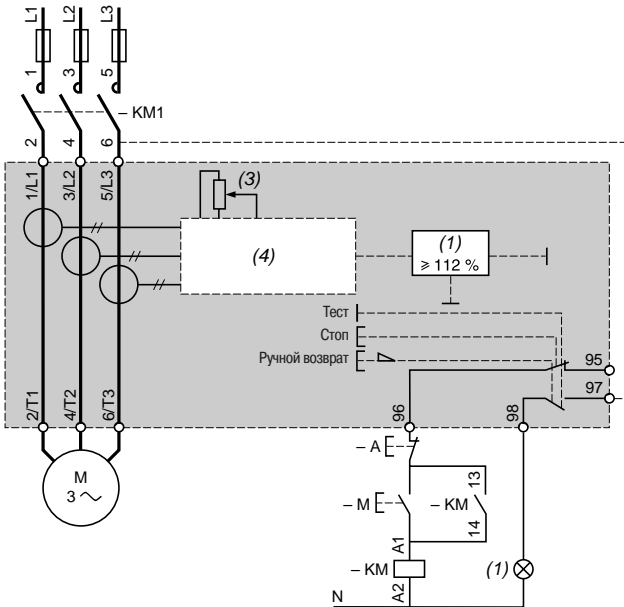 L1 L2 L3
1 3 5
– KM1
2 4 6
1/L1 3/L2 5/L3
(3)
(4)
(1)
⩾ 112 %
Тест
Стоп
Ручной возврат
95
97
2/T1 4/T2 6/T3
96 98
– A
M
3
– M
– KM
13
14
A1
– KM
A2
(1)
N